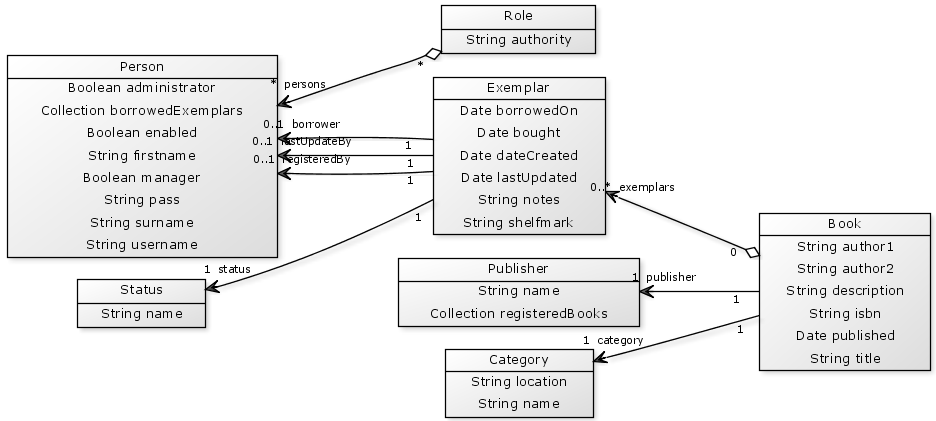 Role
String authority
*
* persons
Person
Boolean administrator
Collection borrowedExemplars
Boolean enabled
String firstname
Boolean manager
String pass
String surname
String username
Exemplar
Date borrowedOn
Date bought
Date dateCreated
Date lastUpdated
String notes
String shelfmark
0..1 borrower
1
0..1 lastUpdateBy
1
0..1 registeredBy
1
1
1 status
Status
String name
0..* exemplars
0
Book
String author1
String author2
String description
String isbn
Date published
String title
Publisher
String name
Collection registeredBooks
1 publisher
1
1
1 category
Category
String location
String name